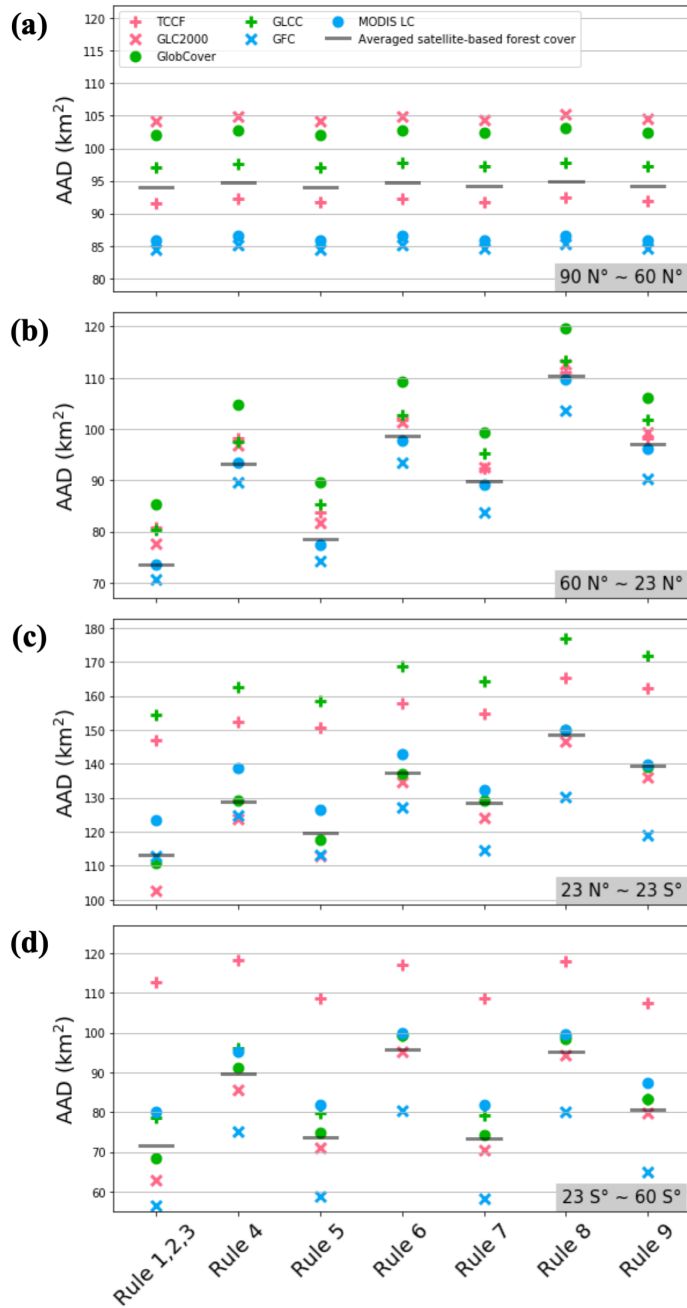 (a)
TCCF
GLC2000
GlobCover
GLCC
GFC
MODIS LC
Averaged satellite-based forest cover
120
115
110
105
100
95
90
85
80
AAD (km²)
90 N° ~ 60 N°
(b)
120
110
100
90
80
70
AAD (km²)
60 N° ~ 23 N°
(c)
180
170
160
150
140
130
120
110
100
AAD (km²)
23 N° ~ 23 S°
(d)
120
110
100
90
80
70
60
AAD (km²)
23 S° ~ 60 S°
Rule 1,2,3
Rule 4
Rule 5
Rule 6
Rule 7
Rule 8
Rule 9